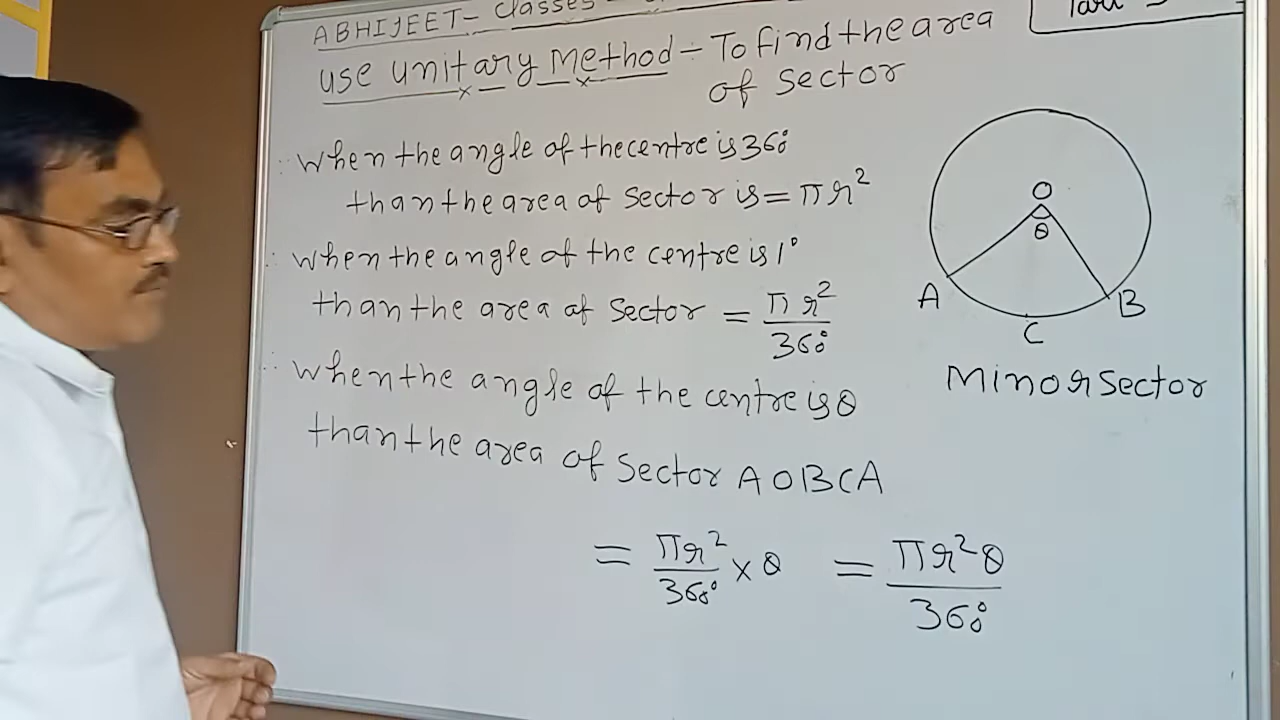 ABHIJEET- Classes
use unitary Method - To find the area
of sector
∵ when the angle of the centre is 360°
than the area of sector is = πr²
∴ when the angle of the centre is 1°
than the area of sector = πr²/360°
∴ when the angle of the centre is θ
than the area of sector AOBCA
= πr²/360° × θ = πr²θ/360°
O
θ
A
B
C
Minor sector